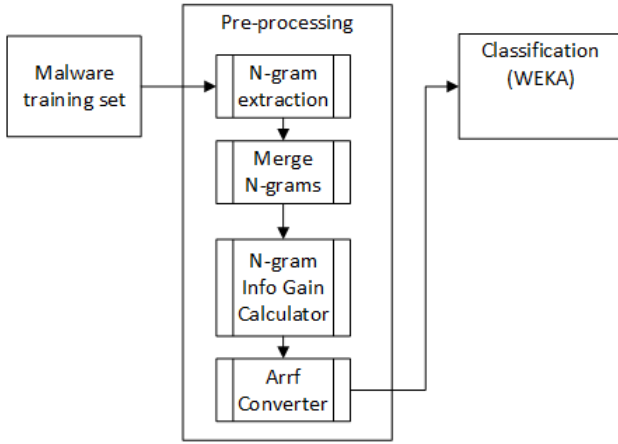 Pre-processing
Malware
training set
N-gram
extraction
Merge
N-grams
N-gram
Info Gain
Calculator
Arrf
Converter
Classification
(WEKA)